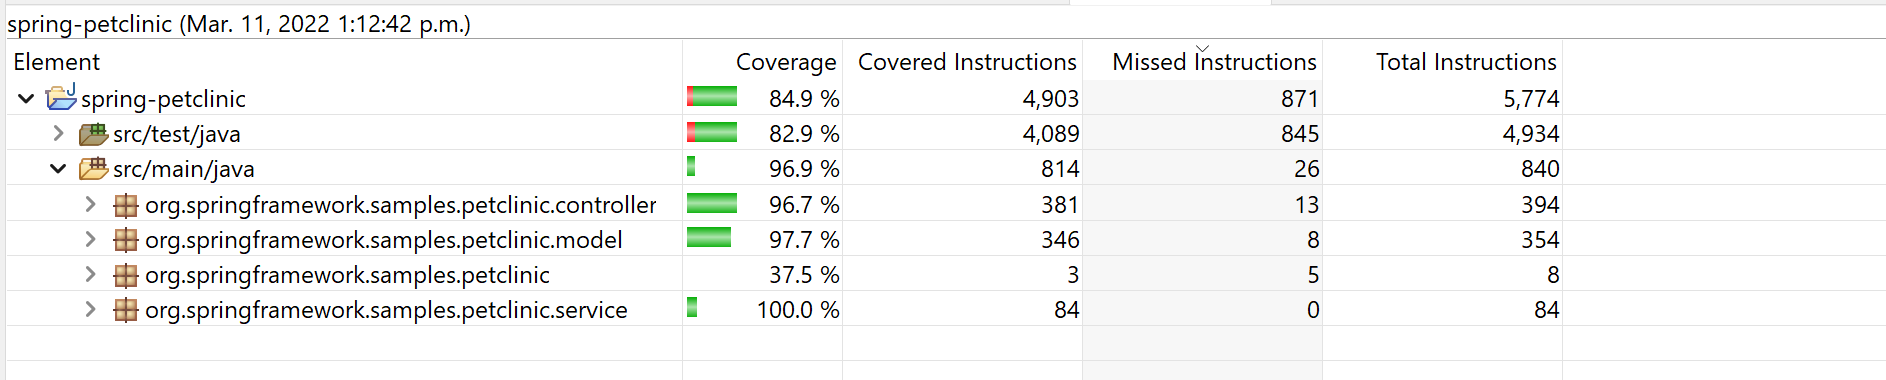 spring-petclinic (Mar. 11, 2022 1:12:42 p.m.)
Element Coverage Covered Instructions Missed Instructions Total Instructions
spring-petclinic 84.9 % 4,903 871 5,774
src/test/java 82.9 % 4,089 845 4,934
src/main/java 96.9 % 814 26 840
org.springframework.samples.petclinic.controller 96.7 % 381 13 394
org.springframework.samples.petclinic.model 97.7 % 346 8 354
org.springframework.samples.petclinic 37.5 % 3 5 8
org.springframework.samples.petclinic.service 100.0 % 84 0 84